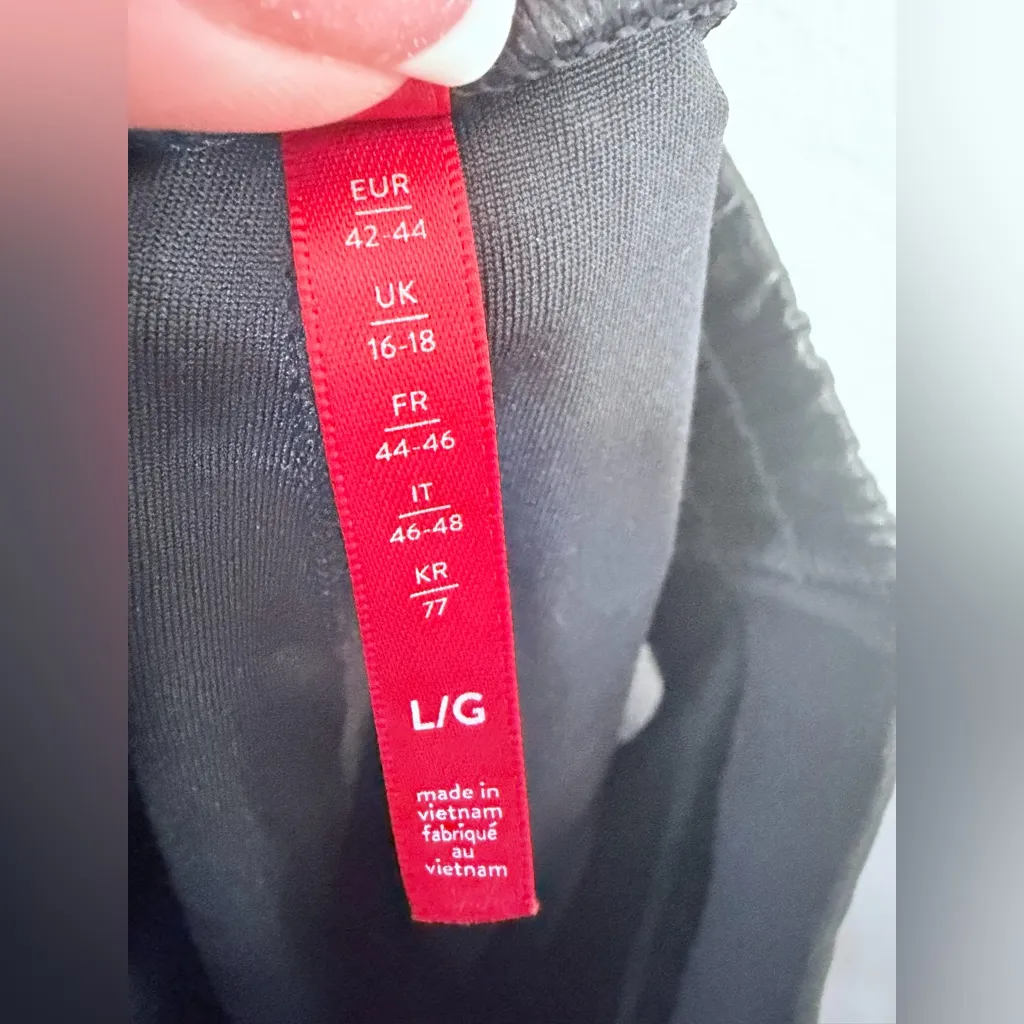 EUR
42-44
UK
16-18
FR
44-46
IT
46-48
KR
77
L/G
made in
vietnam
fabriqué
au
vietnam